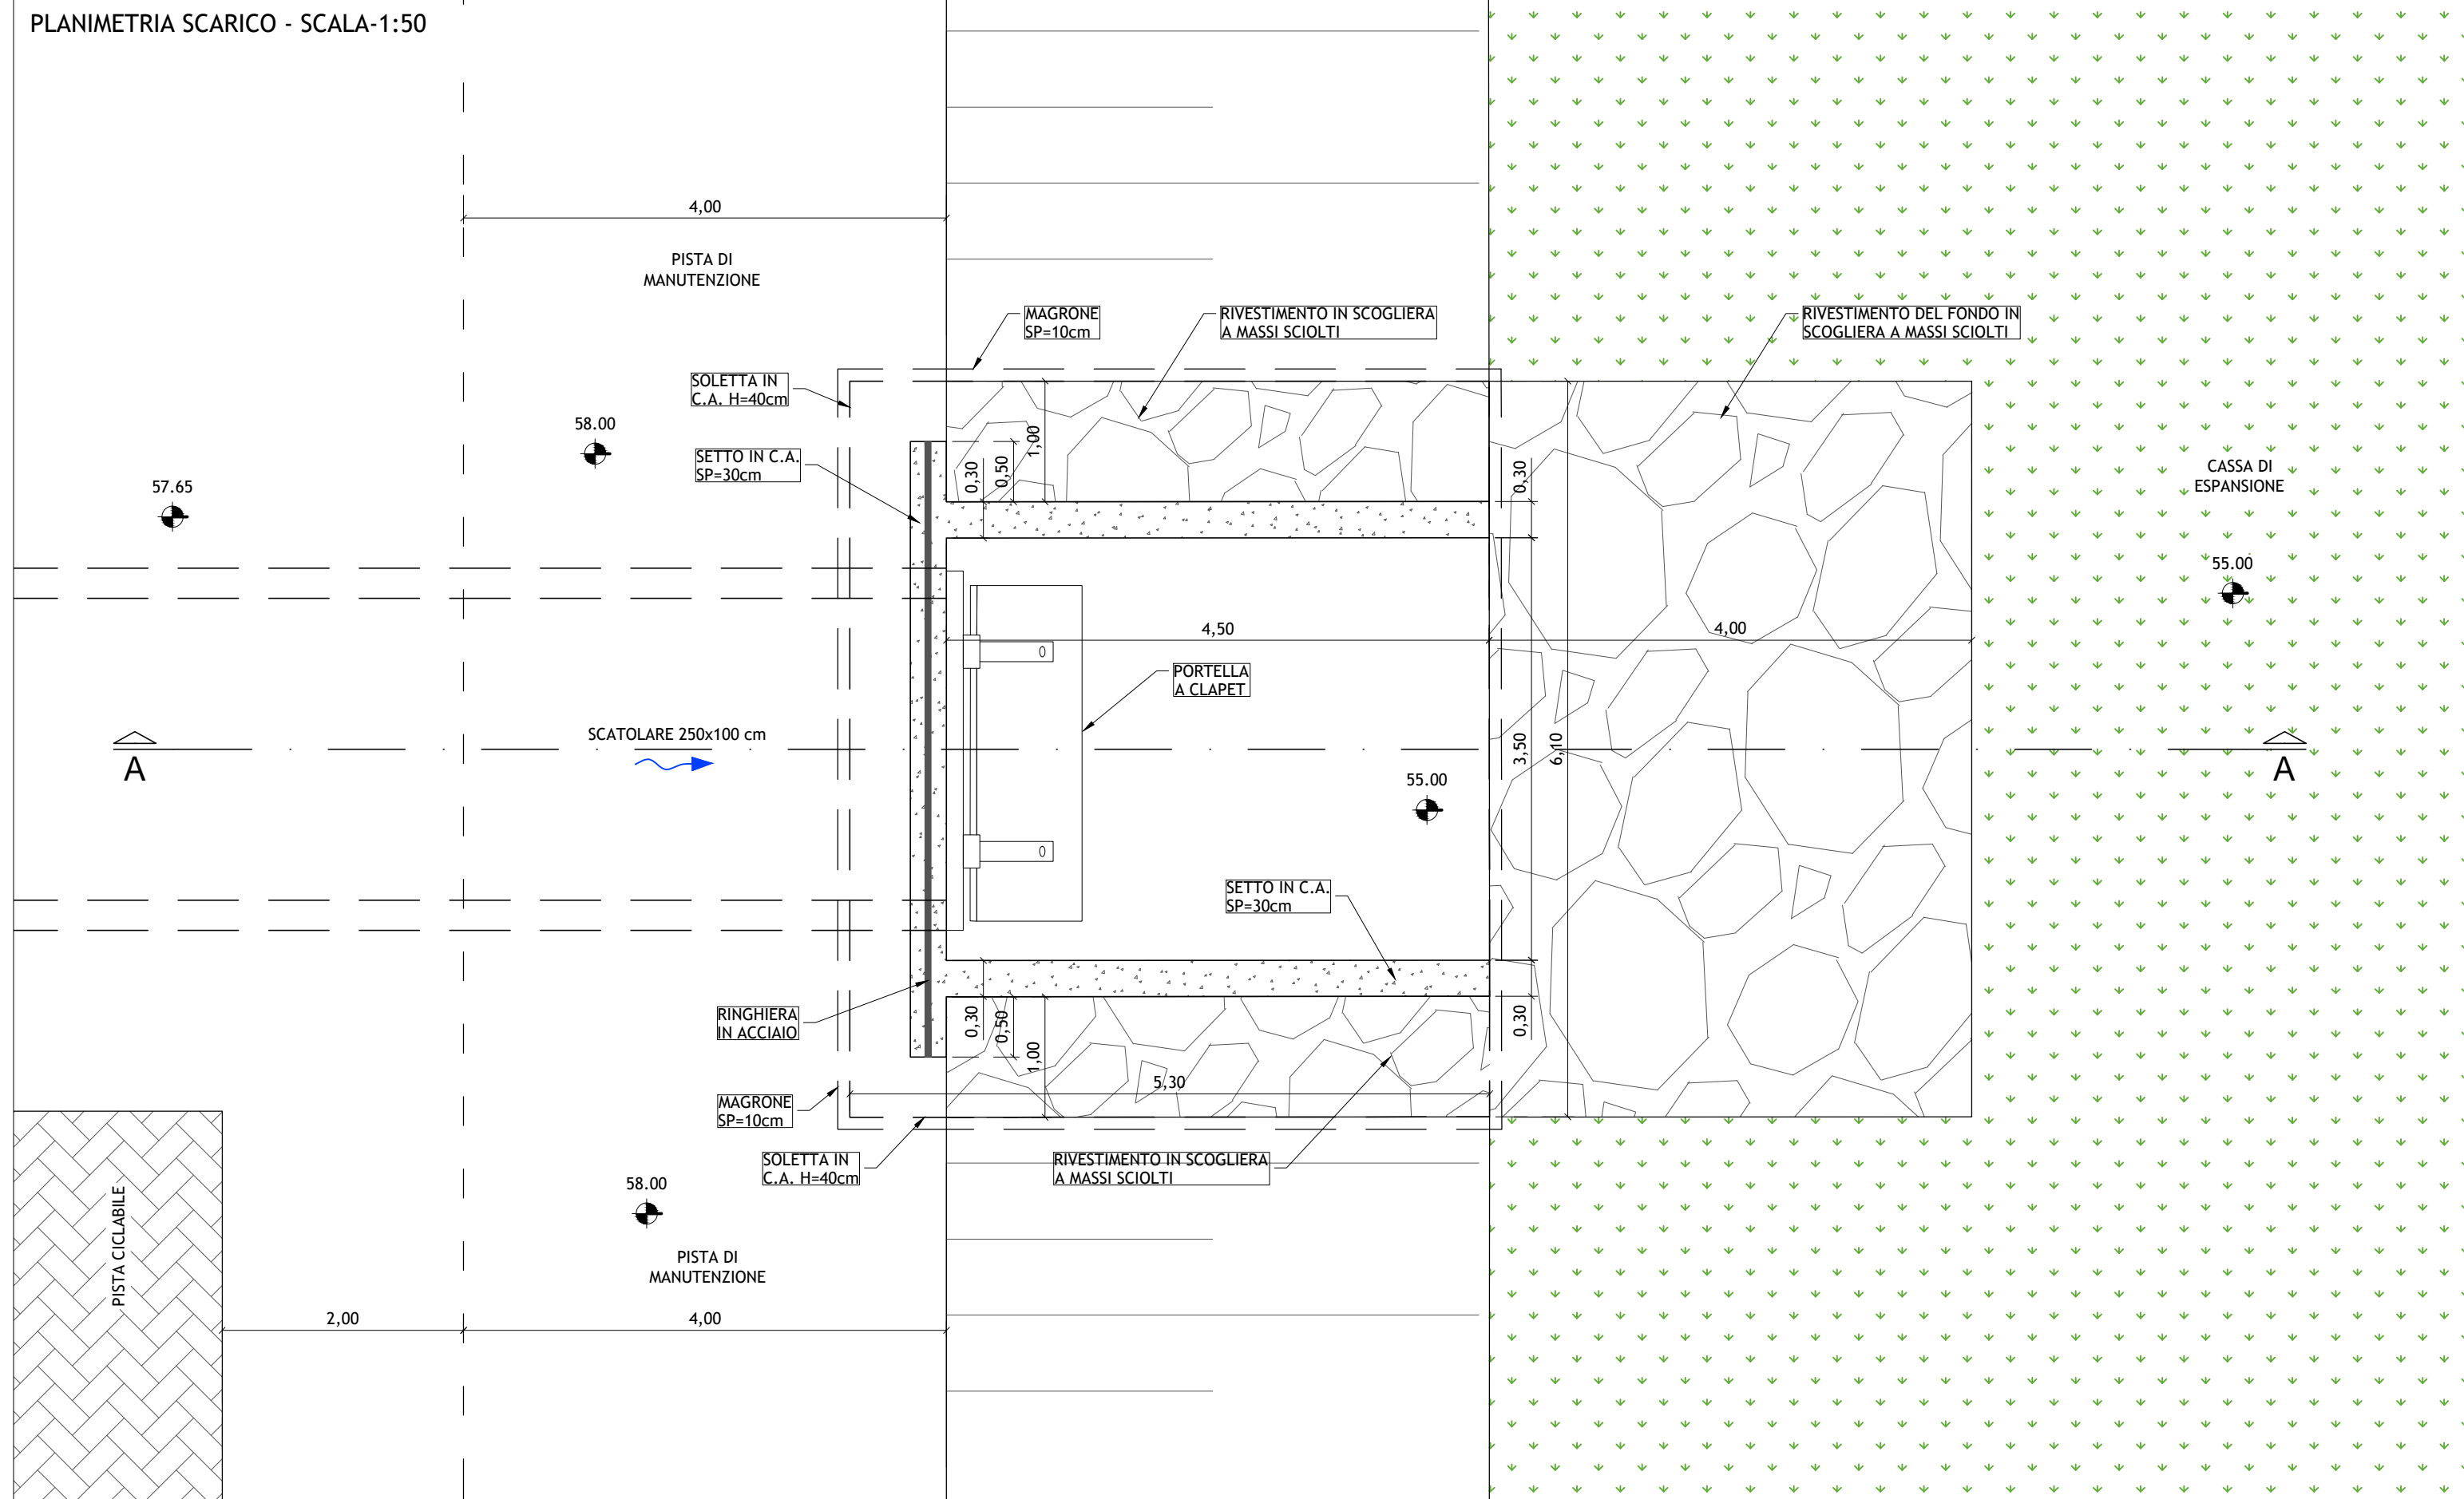 PLANIMETRIA SCARICO - SCALA-1:50
4,00
PISTA DI
MANUTENZIONE
MAGRONE
SP=10cm
RIVESTIMENTO IN SCOGLIERA
A MASSI SCIOLTI
RIVESTIMENTO DEL FONDO IN
SCOGLIERA A MASSI SCIOLTI
SOLETTA IN
C.A. H=40cm
58.00
SETTO IN C.A.
SP=30cm
57.65
0,30
0,50
1,00
0,30
CASSA DI
ESPANSIONE
55.00
4,50
4,00
PORTELLA
A CLAPET
SCATOLARE 250x100 cm
A
3,50
6,10
A
55.00
SETTO IN C.A.
SP=30cm
RINGHIERA
IN ACCIAIO
0,30
0,50
1,00
0,30
5,30
MAGRONE
SP=10cm
SOLETTA IN
C.A. H=40cm
RIVESTIMENTO IN SCOGLIERA
A MASSI SCIOLTI
58.00
PISTA CICLABILE
PISTA DI
MANUTENZIONE
2,00
4,00